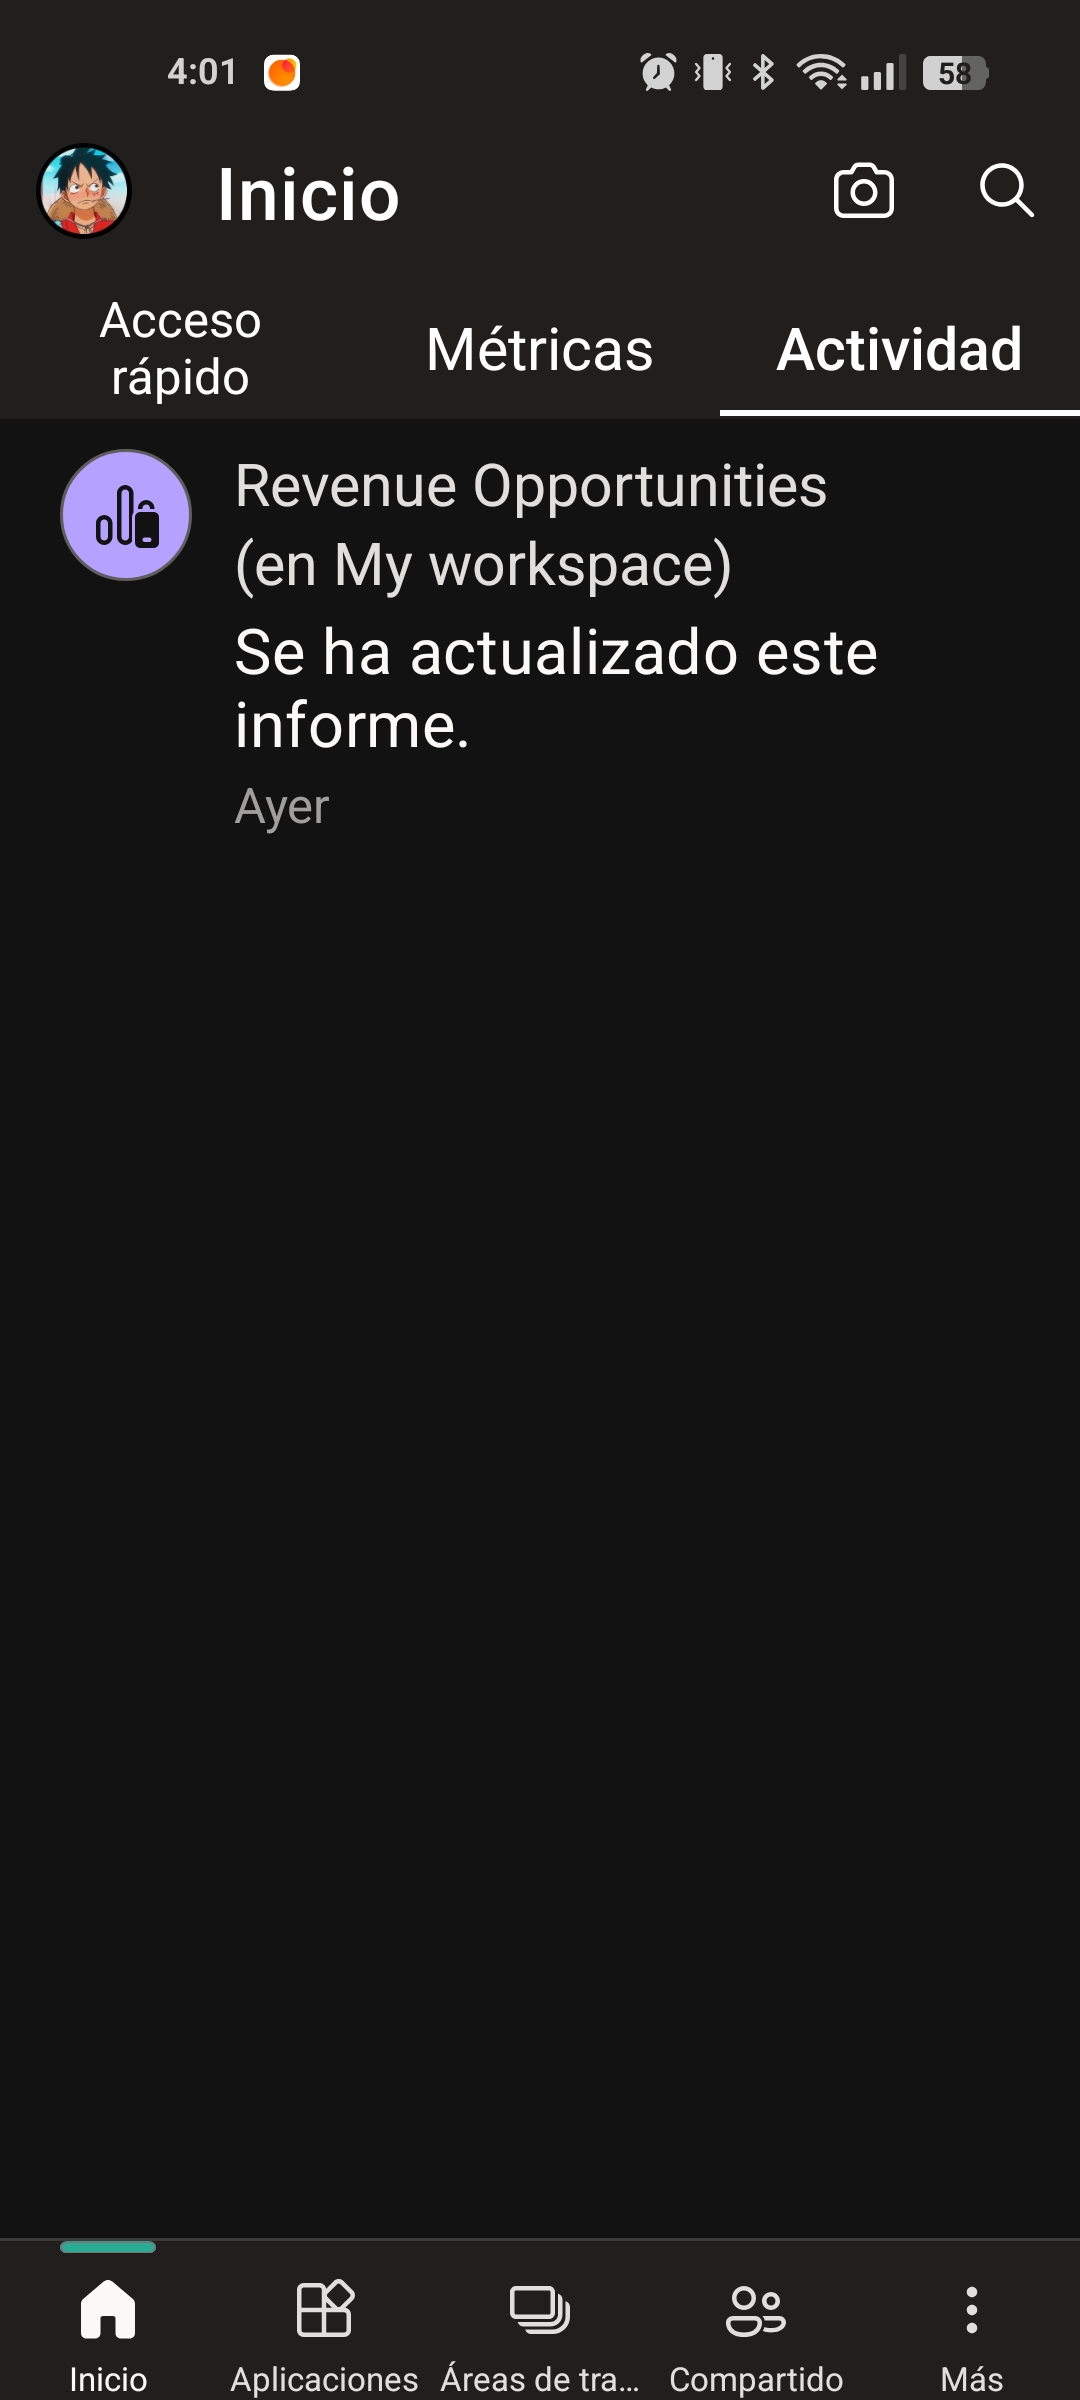 4:01
58
Inicio
Acceso
rápido
Métricas
Actividad
Revenue Opportunities
(en My workspace)
Se ha actualizado este
informe.
Ayer
Inicio
Aplicaciones
Áreas de tra...
Compartido
Más